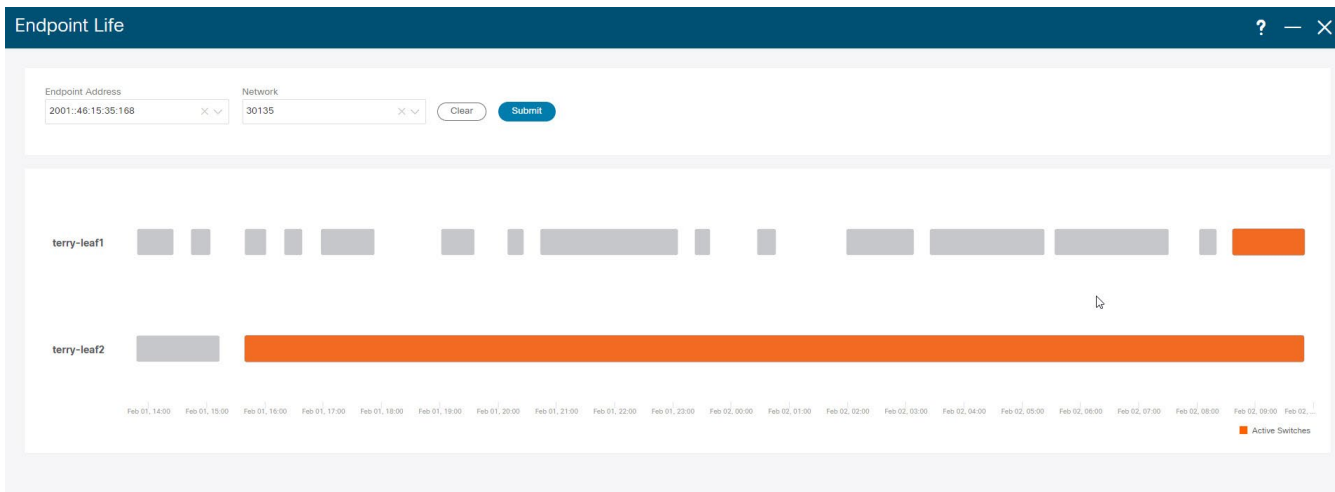 Endpoint Life
?
Endpoint Address
Network
2001::46:15:35:168
30135
Clear
Submit
terry-leaf1
terry-leaf2
Feb 01, 14:00 Feb 01, 15:00 Feb 01, 16:00 Feb 01, 17:00 Feb 01, 18:00 Feb 01, 19:00 Feb 01, 20:00 Feb 01, 21:00 Feb 01, 22:00 Feb 01, 23:00 Feb 02, 00:00 Feb 02, 01:00 Feb 02, 02:00 Feb 02, 03:00 Feb 02, 04:00 Feb 02, 05:00 Feb 02, 06:00 Feb 02, 07:00 Feb 02, 08:00 Feb 02, 09:00 Feb 02, ...
Active Switches